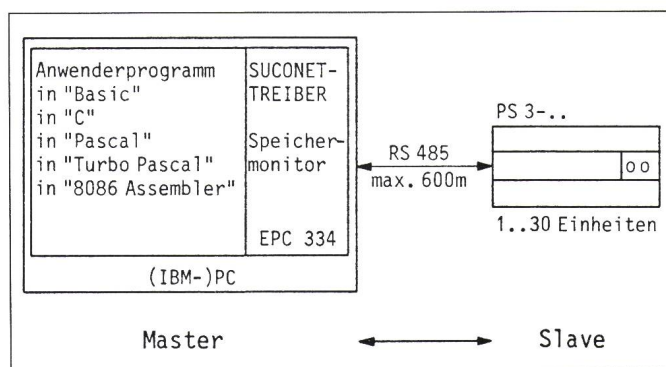 Anwenderprogramm
in "Basic"
in "C"
in "Pascal"
in "Turbo Pascal"
in "8086 Assembler"
SUCONET-
TREIBER
Speicher-
monitor
EPC 334
(IBM-)PC
RS 485
max. 600m
PS 3-..
oo
1..30 Einheiten
Master
Slave